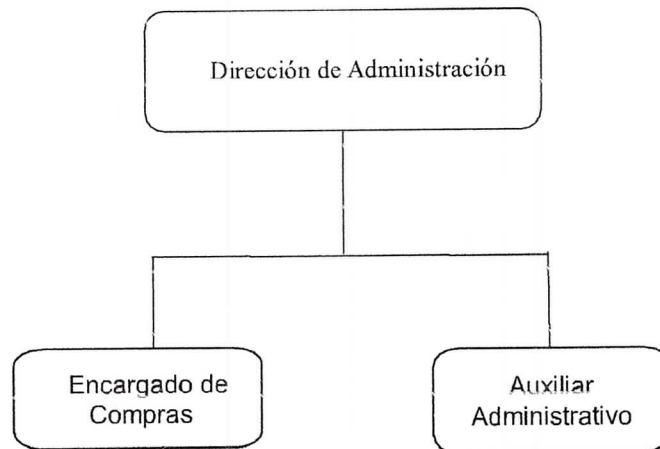 Dirección de Administración
Encargado de
Compras
Auxiliar
Administrativo